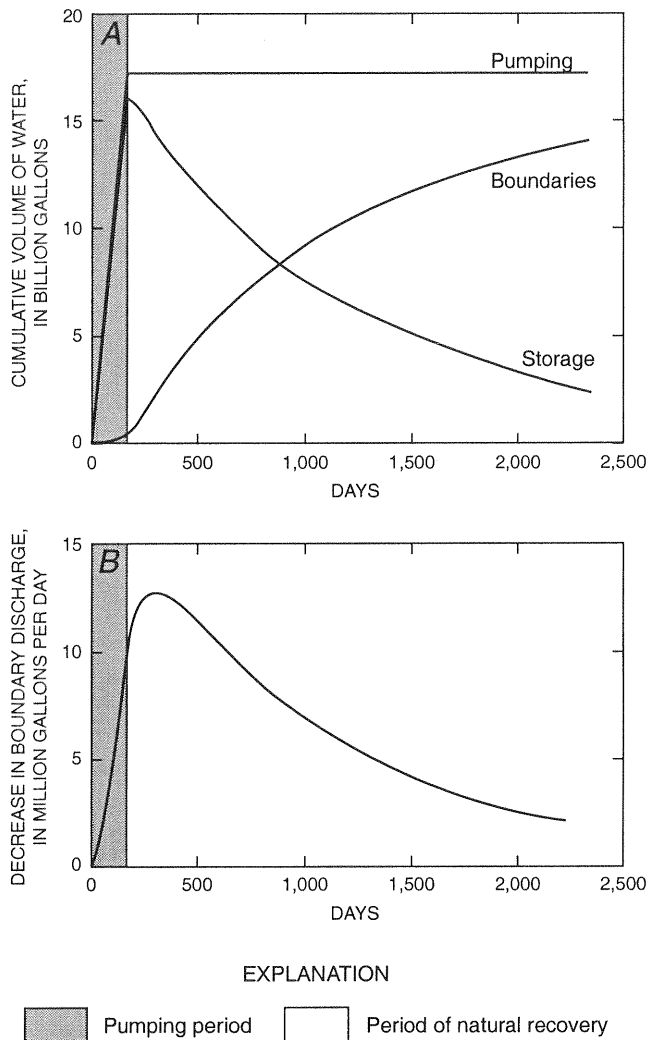 A
CUMULATIVE VOLUME OF WATER,
IN BILLION GALLONS
20
15
10
5
0
Pumping
Boundaries
Storage
0 500 1,000 1,500 2,000 2,500
DAYS
B
DECREASE IN BOUNDARY DISCHARGE,
IN MILLION GALLONS PER DAY
15
10
5
0
0 500 1,000 1,500 2,000 2,500
DAYS
EXPLANATION
Pumping period Period of natural recovery